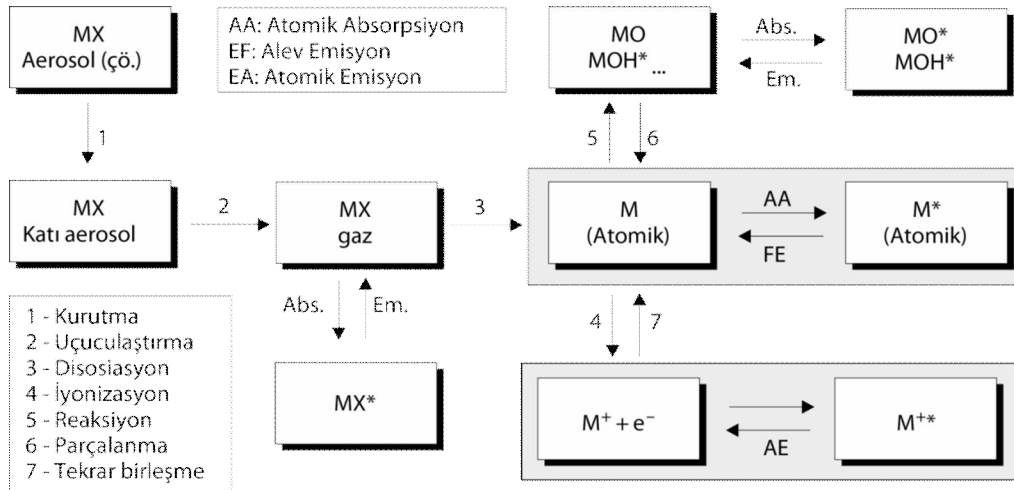 MX
Aerosol (çö.)
AA: Atomik Absorpsiyon
EF: Alev Emisyon
EA: Atomik Emisyon
MO
MOH* ...
Abs.
Em.
MO*
MOH*
1
5
6
MX
Katı aerosol
2
MX
gaz
3
M
(Atomik)
AA
FE
M*
(Atomik)
Abs.
Em.
4
7
1 - Kurutma
2 - Uçuculaştırma
3 - Disosiasyon
4 - İyonizasyon
5 - Reaksiyon
6 - Parçalanma
7 - Tekrar birleşme
MX*
M⁺ + e⁻
AE
M⁺*